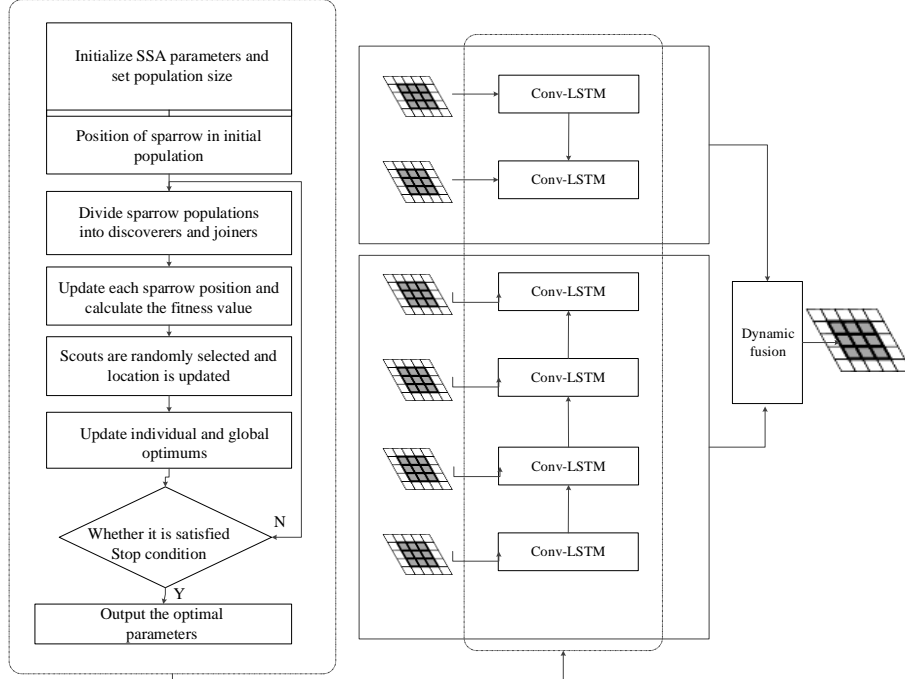 Initialize SSA parameters and
set population size
Position of sparrow in initial
population
Divide sparrow populations
into discoverers and joiners
Update each sparrow position and
calculate the fitness value
Scouts are randomly selected and
location is updated
Update individual and global
optimums
Whether it is satisfied
Stop condition
N
Y
Output the optimal
parameters
Conv-LSTM
Conv-LSTM
Conv-LSTM
Conv-LSTM
Conv-LSTM
Conv-LSTM
Dynamic
fusion